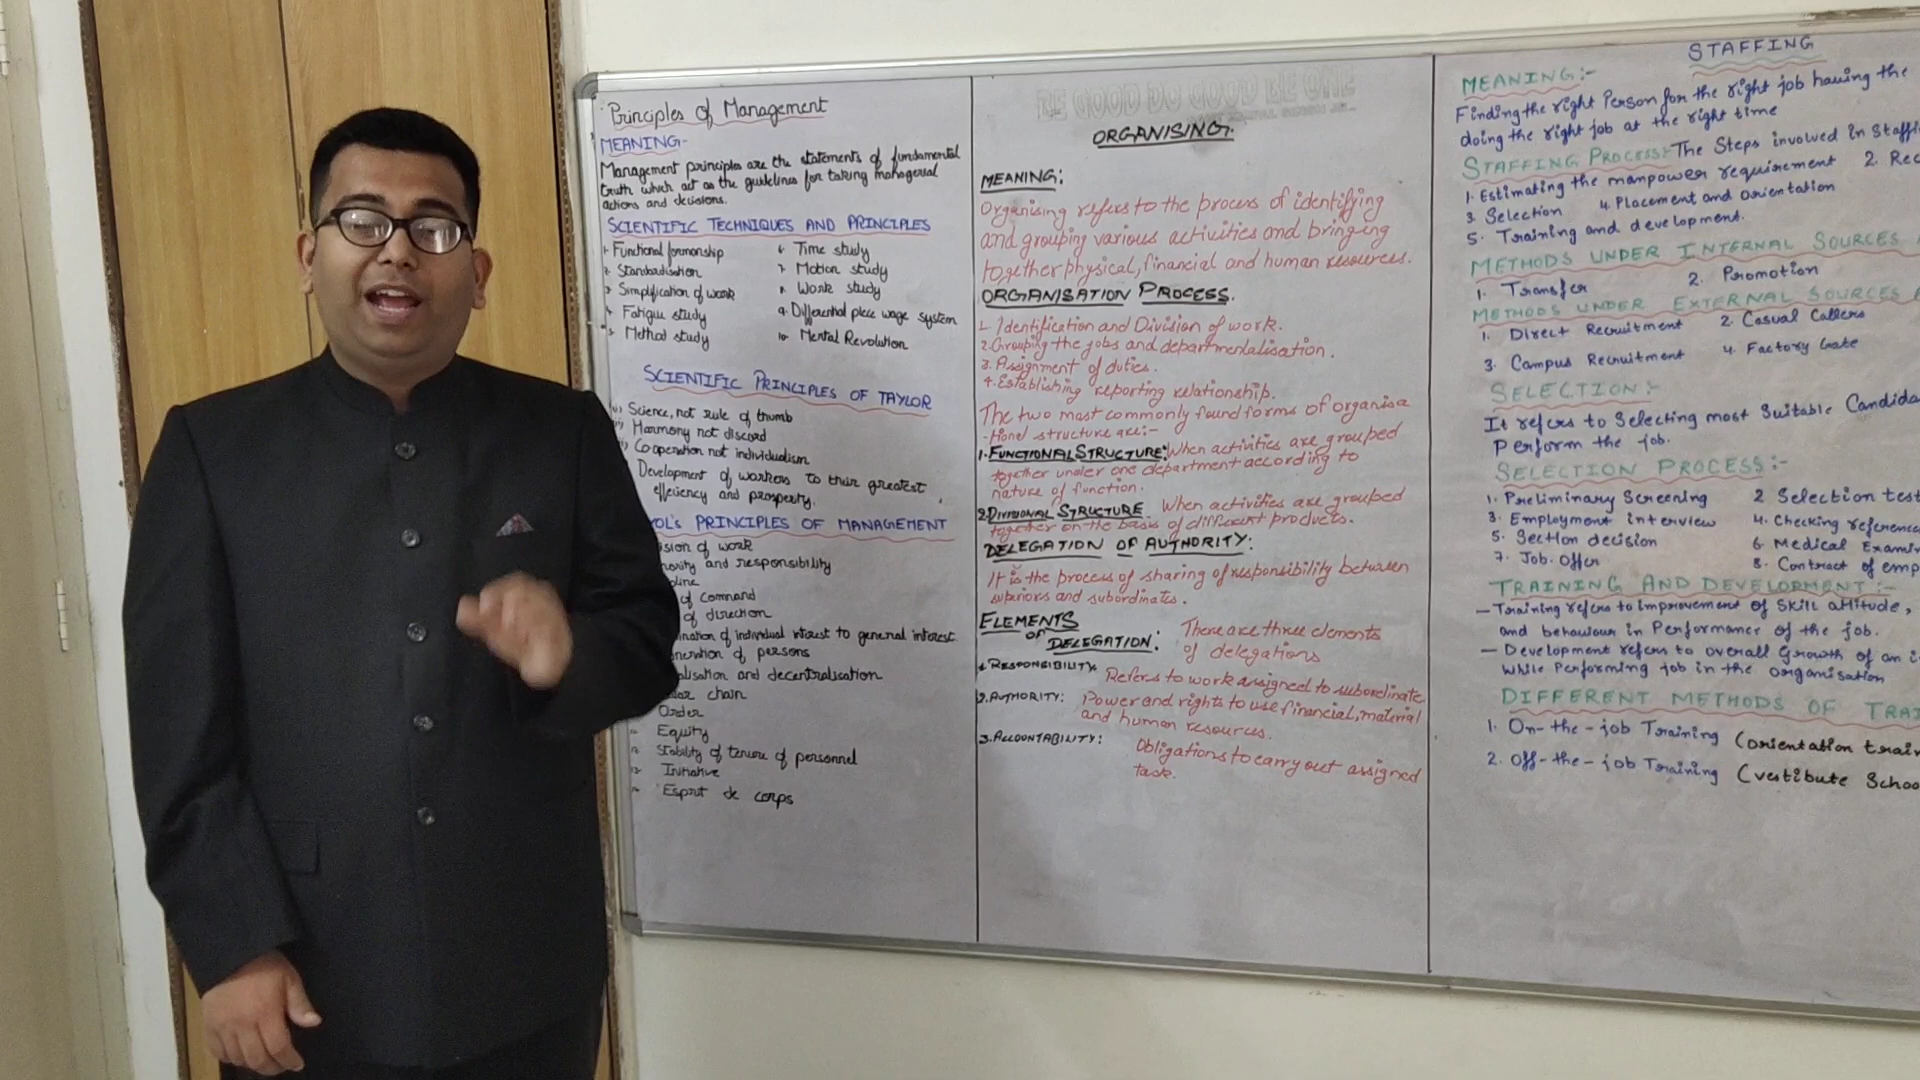 Principles of Management
MEANING-
Management principles are the statements of fundamental
truth which act as the guidelines for taking managerial
actions and decisions.
SCIENTIFIC TECHNIQUES AND PRINCIPLES
Functional formonship
Standardisation
Simplification of work
Fatigue study
Method study
Time study
Motion study
Work study
9. Differential piece wage system
10. Mental Revolution
SCIENTIFIC PRINCIPLES OF TAYLOR
Science, not rule of thumb
Harmony not discord
Cooperation not individualism
Development of workers to their greatest
efficiency and prosperty.
OL's PRINCIPLES OF MANAGEMENT
ision of work
ority and responsibility
pline
of command
of direction
ination of individual interest to general interest
neration of persons
alisation and decentralisation
lar chain
Order
Equity
Stability of tenure of personnel
Initiative
Esprit de corps
BE GOOD DO GOOD BE ONE
ORGANISING.
MEANING:
Organising refers to the process of identifying
and grouping various activities and bringing
together physical, financial and human resources.
ORGANISATION PROCESS.
1. Identification and Division of work.
2. Grouping the jobs and departmentalisation.
3. Assignment of duties.
4. Establishing reporting relationship.
The two most commonly found forms of organisa
-tional structure are:-
1. FUNCTIONAL STRUCTURE: When activities are grouped
together under one department according to
nature of function.
2. DIVISIONAL STRUCTURE. When activities are grouped
together on the basis of different products.
DELEGATION OF AUTHORITY:
It is the process of sharing of responsibility between
superiors and subordinates.
ELEMENTS OF DELEGATION: There are three elements
of delegations
1. RESPONSIBILITY: Refers to work assigned to subordinate
2. AUTHORITY: Power and rights to use financial, material
and human resources.
3. ACCOUNTABILITY: Obligations to carry out assigned
task.
STAFFING
MEANING:-
Finding the right Person for the right job having the
doing the right job at the right time
STAFFING PROCESS: The Steps involved in Staffi
1. Estimating the manpower requirement 2. Rec
3. Selection 4. Placement and orientation
5. Training and development.
METHODS UNDER INTERNAL SOURCES
1. Transfer 2. Promotion
METHODS UNDER EXTERNAL SOURCES
1. Direct Recruitment 2. Casual Callers
3. Campus Recruitment 4. Factory Gate
SELECTION:-
It refers to Selecting most Suitable Candida
Perform the job.
SELECTION PROCESS:-
1. Preliminary Screening 2 Selection test
3. Employment interview 4. Checking reference
5. Section decision 6. Medical Exami
7. Job. Offer 8. Contract of emp
TRAINING AND DEVELOPMENT:-
— Training refers to improvement of Skill attitude,
and behaviour in Performance of the job.
— Development refers to overall Growth of an i
while Performing job in the organisation
DIFFERENT METHODS OF TRAI
1. On-the-job Training (orientation train
2. Off-the-job Training (vestibute Schoo